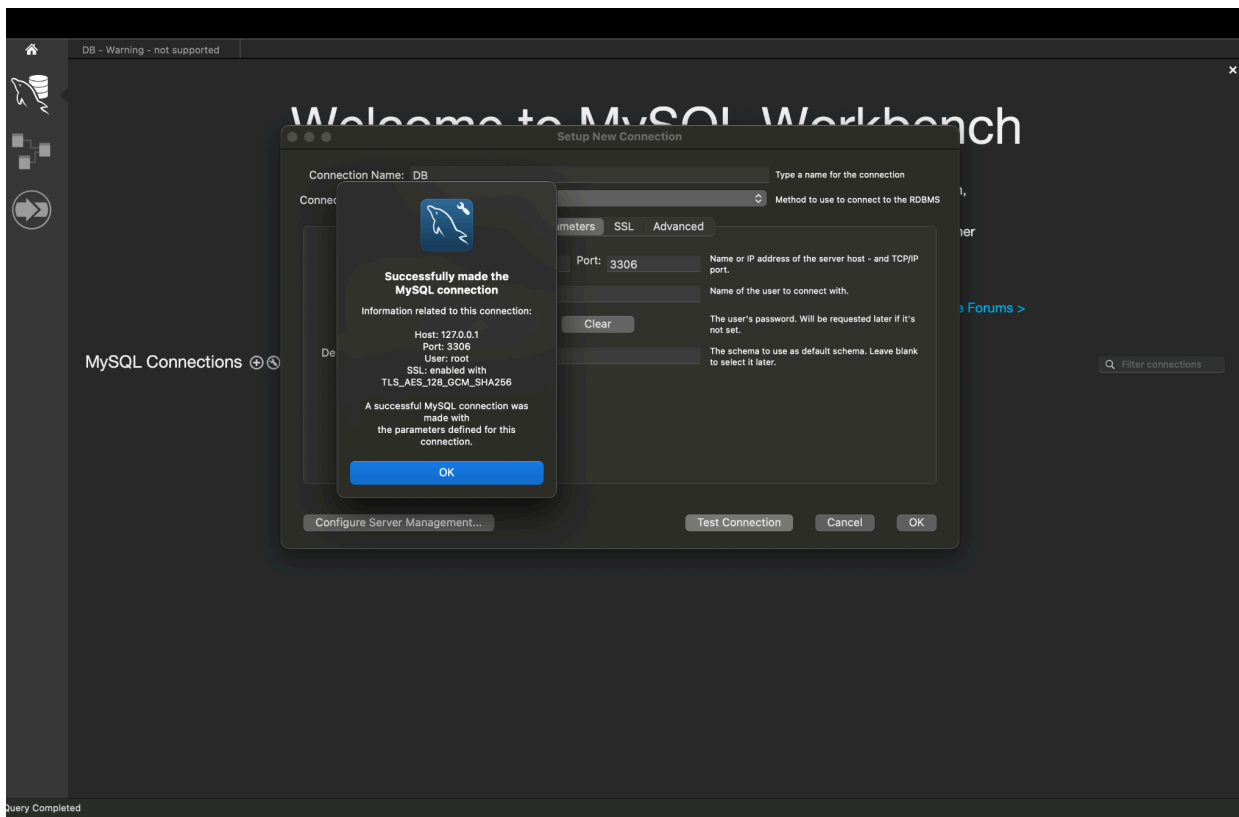 DB - Warning - not supported
Welcome to MySQL Workbench
Setup New Connection
Connection Name: DB
Type a name for the connection
Connec
Method to use to connect to the RDBMS
n,
ameters SSL Advanced
ner
Port: 3306
Name or IP address of the server host - and TCP/IP
port.
Successfully made the
MySQL connection
Name of the user to connect with.
Information related to this connection:
e Forums >
Clear
The user's password. Will be requested later if it's
not set.
Host: 127.0.0.1
Port: 3306
User: root
SSL: enabled with
TLS_AES_128_GCM_SHA256
De
The schema to use as default schema. Leave blank
to select it later.
MySQL Connections
Filter connections
A successful MySQL connection was
made with
the parameters defined for this
connection.
OK
Configure Server Management...
Test Connection Cancel OK
Query Completed